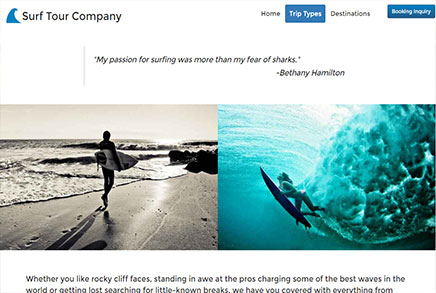 Surf Tour Company
Home Trip Types Destinations Booking Inquiry
"My passion for surfing was more than my fear of sharks."
-Bethany Hamilton
Whether you like rocky cliff faces, standing in awe at the pros charging some of the best waves in the
world or getting lost searching for little-known breaks, we have you covered with everything from